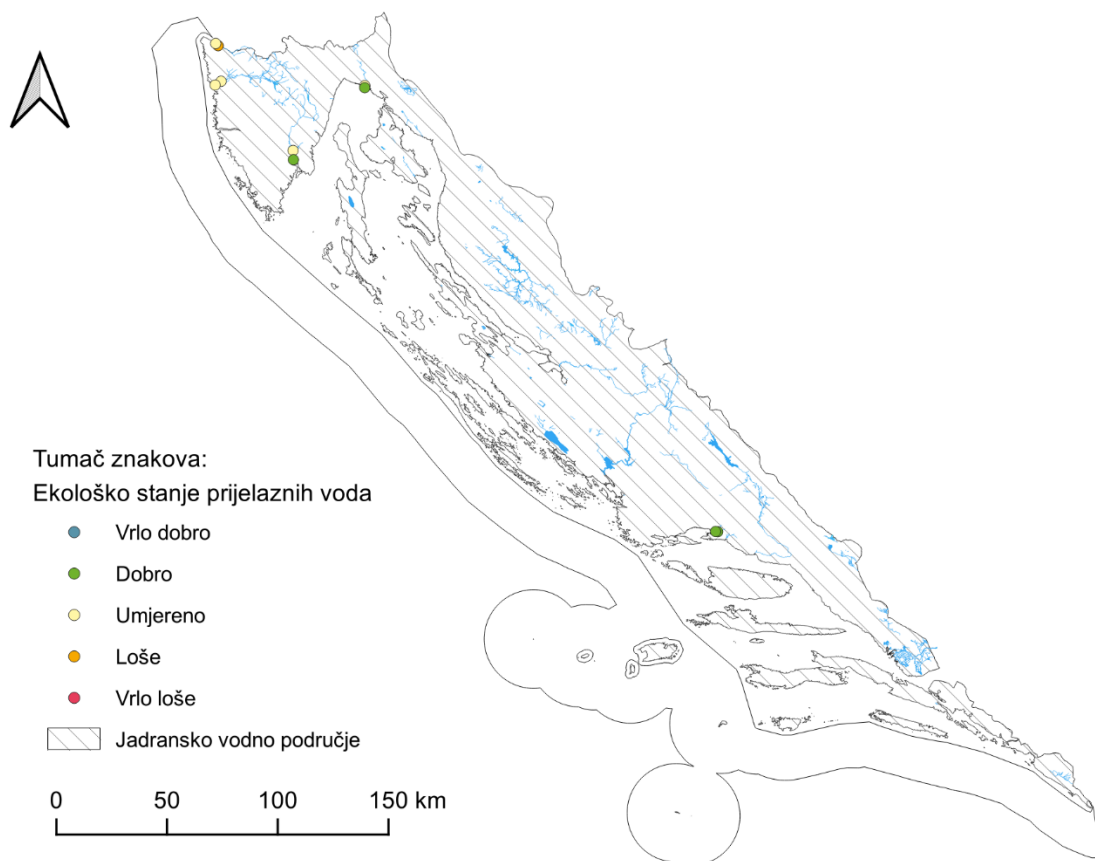 Tumač znakova:
Ekološko stanje prijelaznih voda
Vrlo dobro
Dobro
Umjereno
Loše
Vrlo loše
Jadransko vodno područje
0 50 100 150 km